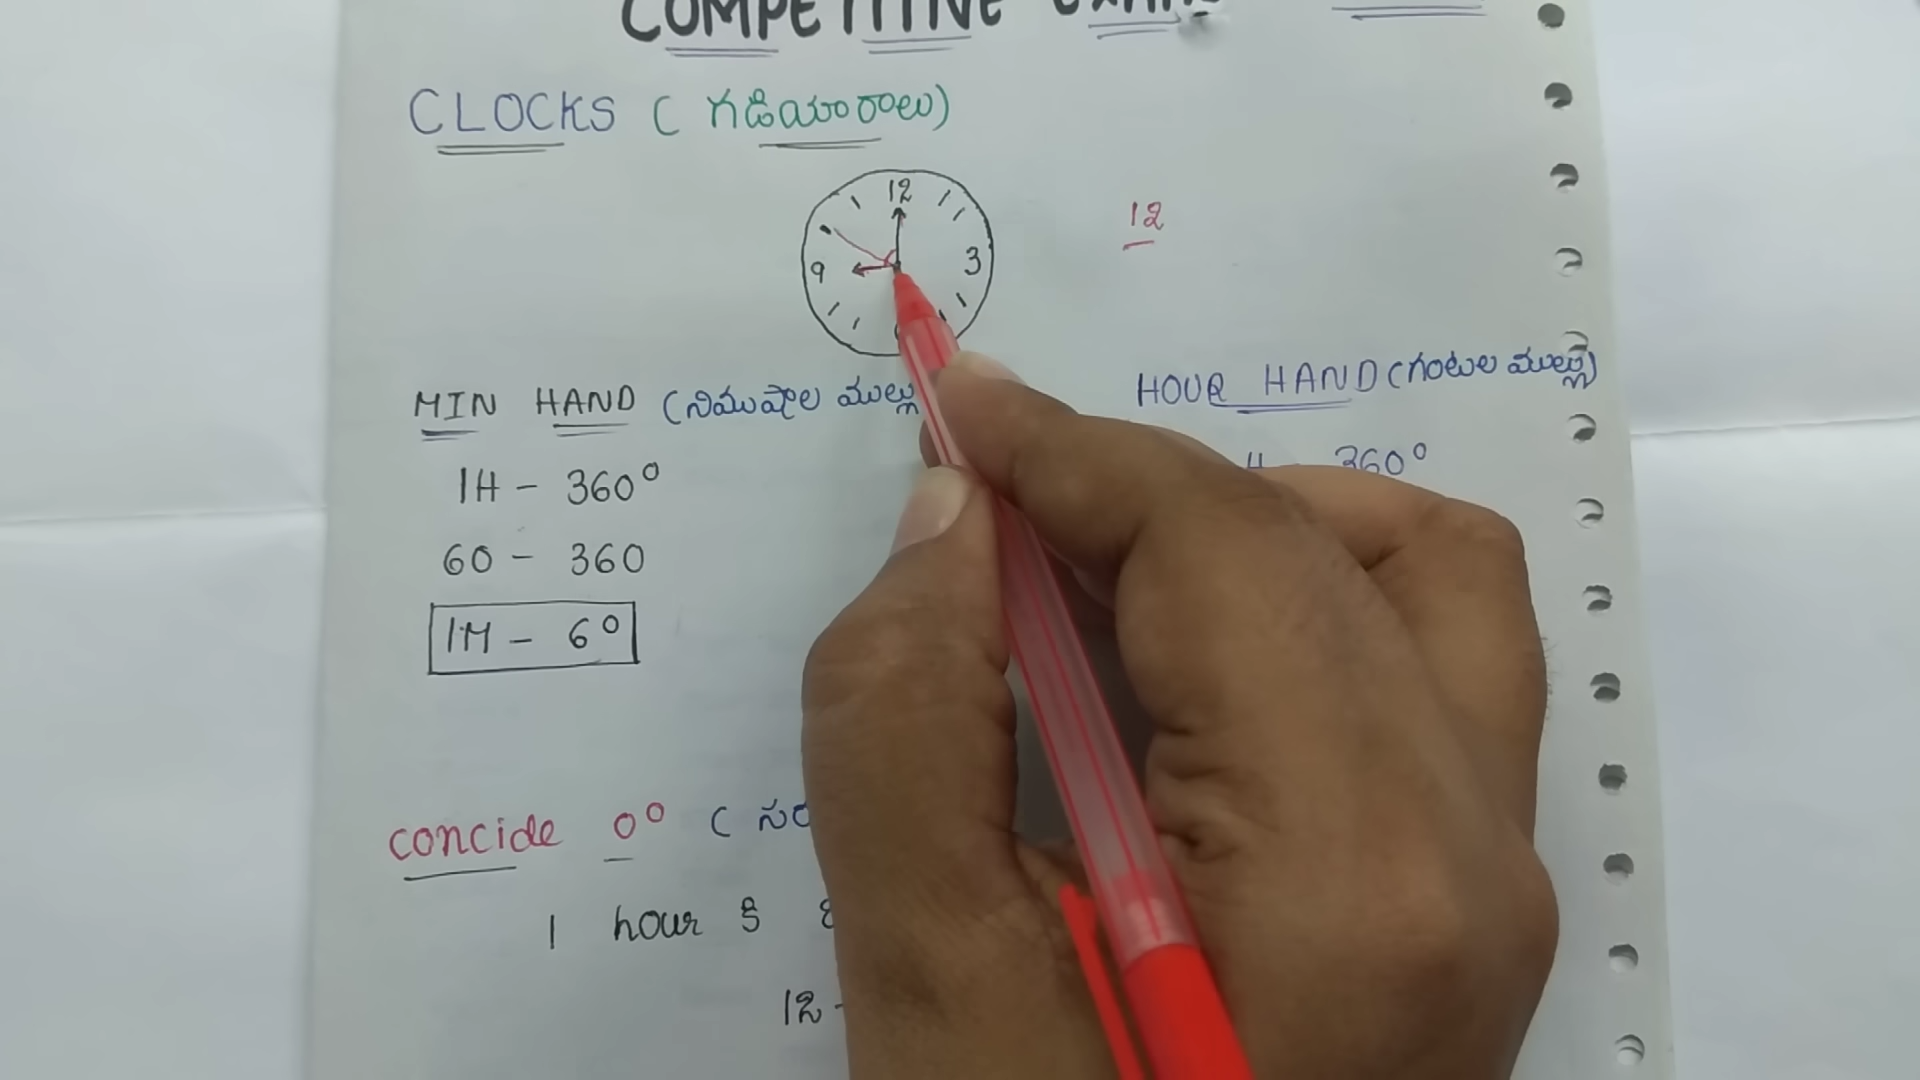 COMPETITIVE
CLOCKS ( గడియారాలు)
12
3
9
12
MIN HAND (నిముషాల ముల్లు
HOUR HAND (గంటల ముల్లు)
1H - 360°
360°
60 - 360
1M - 6°
concide 0° (
1 hour కి
12 -